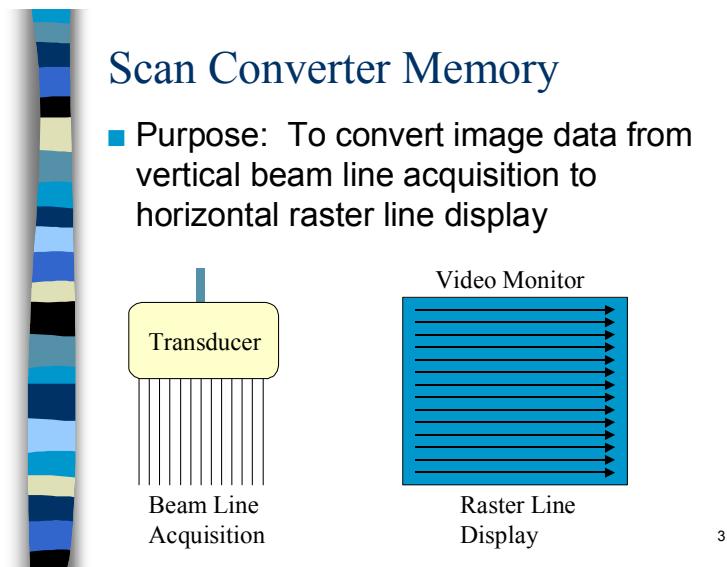 Scan Converter Memory
Purpose: To convert image data from
vertical beam line acquisition to
horizontal raster line display
Transducer
Beam Line
Acquisition
Video Monitor
Raster Line
Display
3